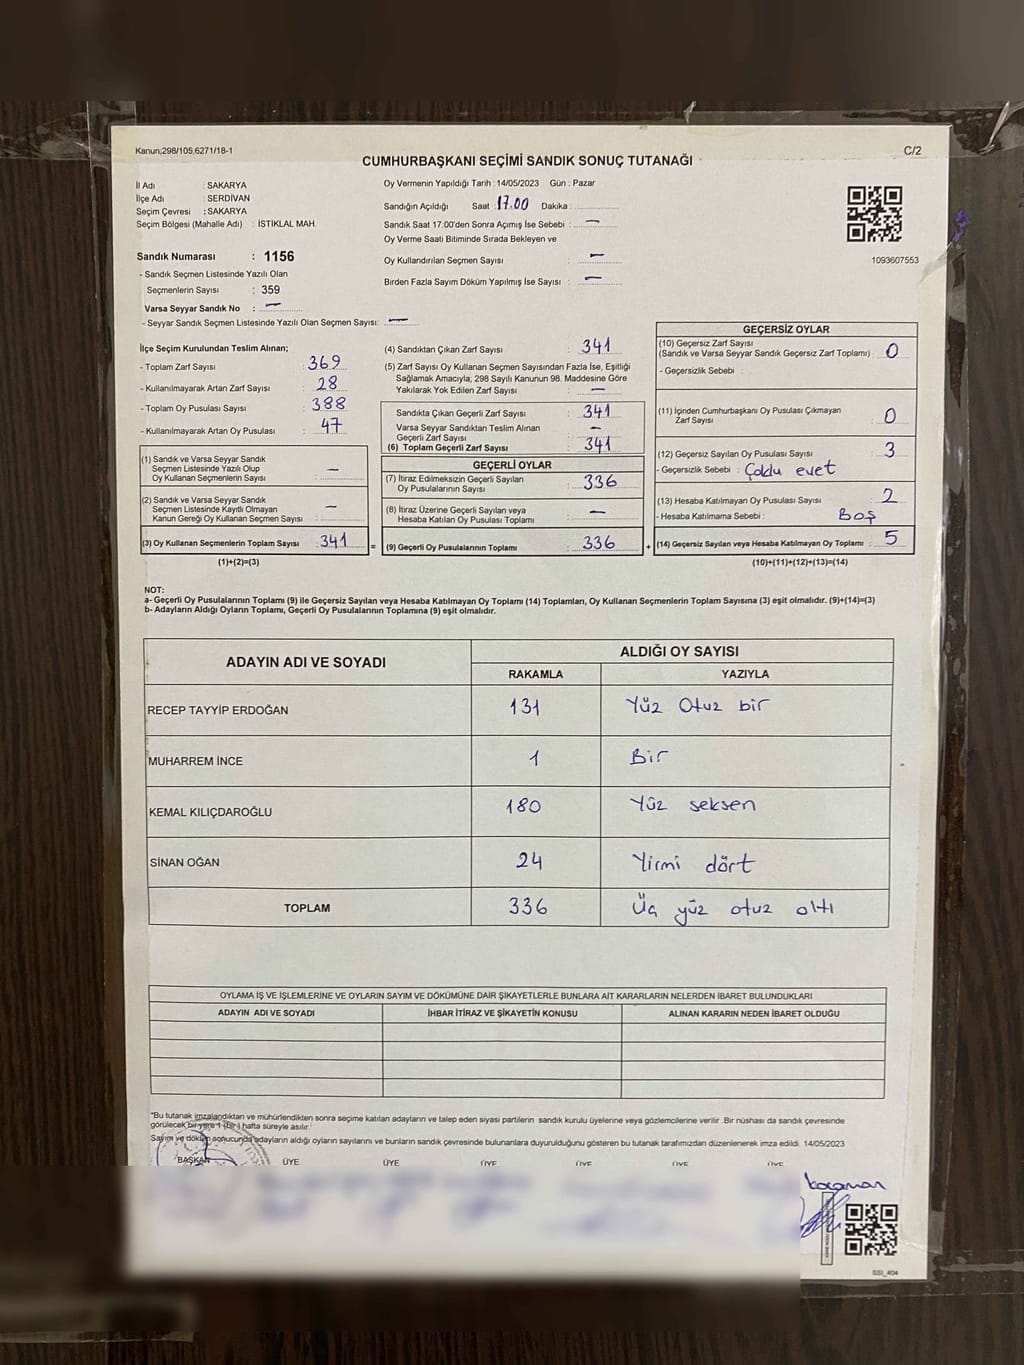 Kanun;298/105,6271/18-1
C/2
CUMHURBAŞKANI SEÇİMİ SANDIK SONUÇ TUTANAĞI
İl Adı : SAKARYA
İlçe Adı : SERDİVAN
Seçim Çevresi : SAKARYA
Seçim Bölgesi (Mahalle Adı) : İSTİKLAL MAH.
Sandık Numarası : 1156
- Sandık Seçmen Listesinde Yazılı Olan
Seçmenlerin Sayısı : 359
Varsa Seyyar Sandık No : —
- Seyyar Sandık Seçmen Listesinde Yazılı Olan Seçmen Sayısı: —
Oy Vermenin Yapıldığı Tarih : 14/05/2023 Gün : Pazar
Sandığın Açıldığı Saat : 17.00 Dakika :
Sandık Saat 17:00'den Sonra Açımış İse Sebebi : —
Oy Verme Saati Bitiminde Sırada Bekleyen ve
Oy Kullandırılan Seçmen Sayısı : —
Birden Fazla Sayım Döküm Yapılmış İse Sayısı : —
1093607553
İlçe Seçim Kurulundan Teslim Alınan;
- Toplam Zarf Sayısı : 369
- Kullanılmayarak Artan Zarf Sayısı : 28
- Toplam Oy Pusulası Sayısı : 388
- Kullanılmayarak Artan Oy Pusulası : 47
(1) Sandık ve Varsa Seyyar Sandık
Seçmen Listesinde Yazılı Olup
Oy Kullanan Seçmenlerin Sayısı : —
(2) Sandık ve Varsa Seyyar Sandık
Seçmen Listesinde Kayıtlı Olmayan
Kanun Gereği Oy Kullanan Seçmen Sayısı : —
(3) Oy Kullanan Seçmenlerin Toplam Sayısı : 341
(1)+(2)=(3)
(4) Sandıktan Çıkan Zarf Sayısı : 341
(5) Zarf Sayısı Oy Kullanan Seçmen Sayısından Fazla İse, Eşitliği
Sağlamak Amacıyla; 298 Sayılı Kanunun 98. Maddesine Göre
Yakılarak Yok Edilen Zarf Sayısı : —
Sandıkta Çıkan Geçerli Zarf Sayısı : 341
Varsa Seyyar Sandıktan Teslim Alınan
Geçerli Zarf Sayısı : —
(6) Toplam Geçerli Zarf Sayısı : 341
GEÇERLİ OYLAR
(7) İtiraz Edilmeksizin Geçerli Sayılan
Oy Pusulalarının Sayısı : 336
(8) İtiraz Üzerine Geçerli Sayılan veya
Hesaba Katılan Oy Pusulası Toplamı : —
= (9) Geçerli Oy Pusulalarının Toplamı : 336 +
GEÇERSİZ OYLAR
(10) Geçersiz Zarf Sayısı
(Sandık ve Varsa Seyyar Sandık Geçersiz Zarf Toplamı) : 0
- Geçersizlik Sebebi :
(11) İçinden Cumhurbaşkanı Oy Pusulası Çıkmayan
Zarf Sayısı : 0
(12) Geçersiz Sayılan Oy Pusulası Sayısı : 3
- Geçersizlik Sebebi : Çoklu evet
(13) Hesaba Katılmayan Oy Pusulası Sayısı : 2
- Hesaba Katılmama Sebebi : Boş
(14) Geçersiz Sayılan veya Hesaba Katılmayan Oy Toplamı : 5
(10)+(11)+(12)+(13)=(14)
NOT:
a- Geçerli Oy Pusulalarının Toplamı (9) ile Geçersiz Sayılan veya Hesaba Katılmayan Oy Toplamı (14) Toplamları, Oy Kullanan Seçmenlerin Toplam Sayısına (3) eşit olmalıdır. (9)+(14)=(3)
b- Adayların Aldığı Oyların Toplamı, Geçerli Oy Pusulalarının Toplamına (9) eşit olmalıdır.
ADAYIN ADI VE SOYADI
ALDIĞI OY SAYISI
RAKAMLA YAZIYLA
RECEP TAYYİP ERDOĞAN 131 Yüz Otuz bir
MUHARREM İNCE 1 Bir
KEMAL KILIÇDAROĞLU 180 Yüz seksen
SİNAN OĞAN 24 Yirmi dört
TOPLAM 336 Üç yüz otuz altı
OYLAMA İŞ VE İŞLEMLERİNE VE OYLARIN SAYIM VE DÖKÜMÜNE DAİR ŞİKAYETLERLE BUNLARA AİT KARARLARIN NELERDEN İBARET BULUNDUKLARI
ADAYIN ADI VE SOYADI İHBAR İTİRAZ VE ŞİKAYETİN KONUSU ALINAN KARARIN NEDEN İBARET OLDUĞU
"Bu tutanak imzalandıktan ve mühürlendikten sonra seçime katılan adayların ve talep eden siyasi partilerin sandık kurulu üyelerine veya gözlemcilerine verilir. Bir nüshası da sandık çevresinde
görülecek bir yere 1 (bir) hafta süreyle asılır.
Sayım ve döküm sonucunda adayların aldığı oyların sayılarını ve bunların sandık çevresinde bulunanlara duyurulduğunu gösteren bu tutanak tarafımızdan düzenlenerek imza edildi. 14/05/2023
BAŞKAN ÜYE ÜYE ÜYE ÜYE ÜYE ÜYE
SSI_404